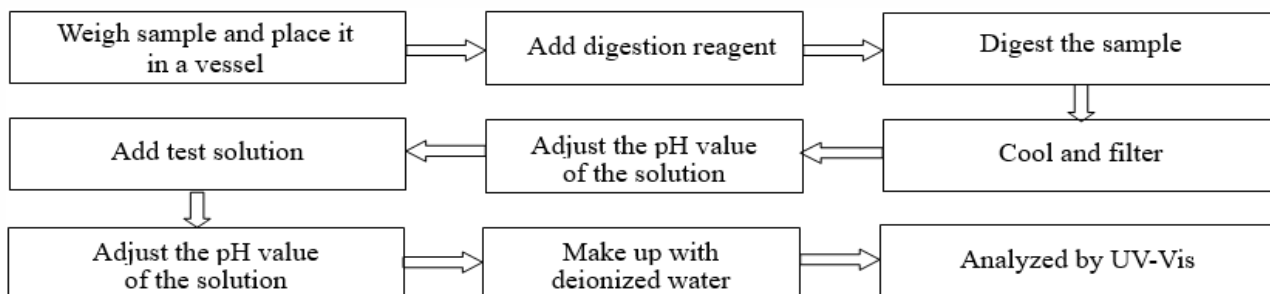 Weigh sample and place it
in a vessel
Add digestion reagent
Digest the sample
Cool and filter
Adjust the pH value
of the solution
Add test solution
Adjust the pH value
of the solution
Make up with
deionized water
Analyzed by UV-Vis